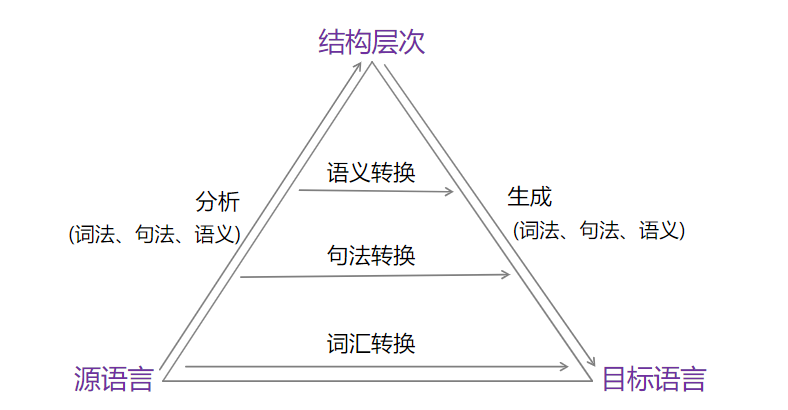 结构层次
语义转换
分析
(词法、句法、语义)
生成
(词法、句法、语义)
句法转换
词汇转换
源语言
目标语言